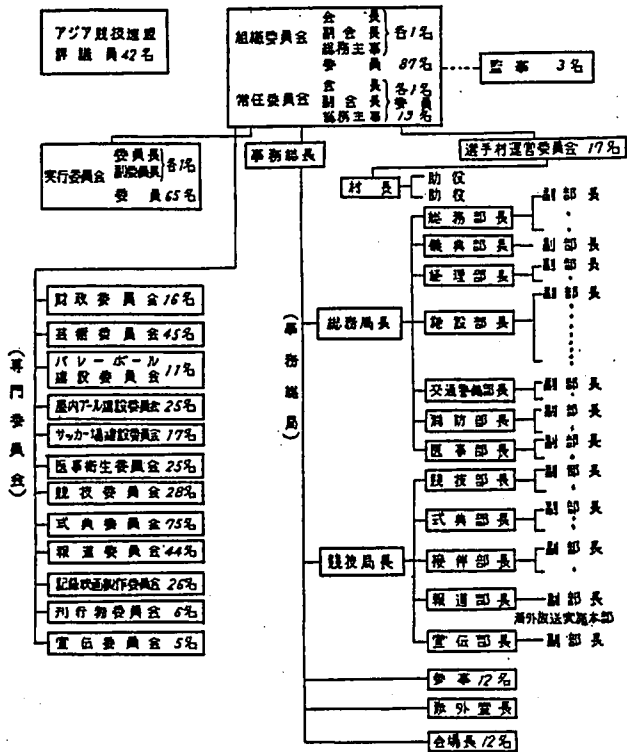 アジア競技連盟
評議員42名
組織委員会
会長
副会長
総務主事
各1名
委員 87名
常任委員会
会長
副会長
総務主事
各1名
委員
13名
監事 3名
実行委員会
委員長
副委員長
各1名
委員 65名
事務総長
選手村運営委員会 17名
村長
助役
助役
(専門委員会)
財政委員会 16名
芸術委員会 45名
バレーボール
建設委員会 11名
屋内プール建設委員会 25名
サッカー場建設委員会 17名
医事衛生委員会 25名
競技委員会 28名
式典委員会 75名
報道委員会 44名
記録映画製作委員会 26名
刊行物委員会 6名
宣伝委員会 5名
(事務総局)
総務局長
総務部長 副部長
〃
〃
儀典部長 副部長
経理部長 副部長
〃
施設部長 副部長
〃
〃
〃
〃
〃
〃
交通警備部長 副部長
〃
消防部長 副部長
〃
医事部長 副部長
〃
競技局長
競技部長 副部長
〃
式典部長 副部長
〃
接伴部長 副部長
〃
報道部長 副部長
海外放送実施本部
宣伝部長 副部長
参事 12名
渉外室長
会場長 12名